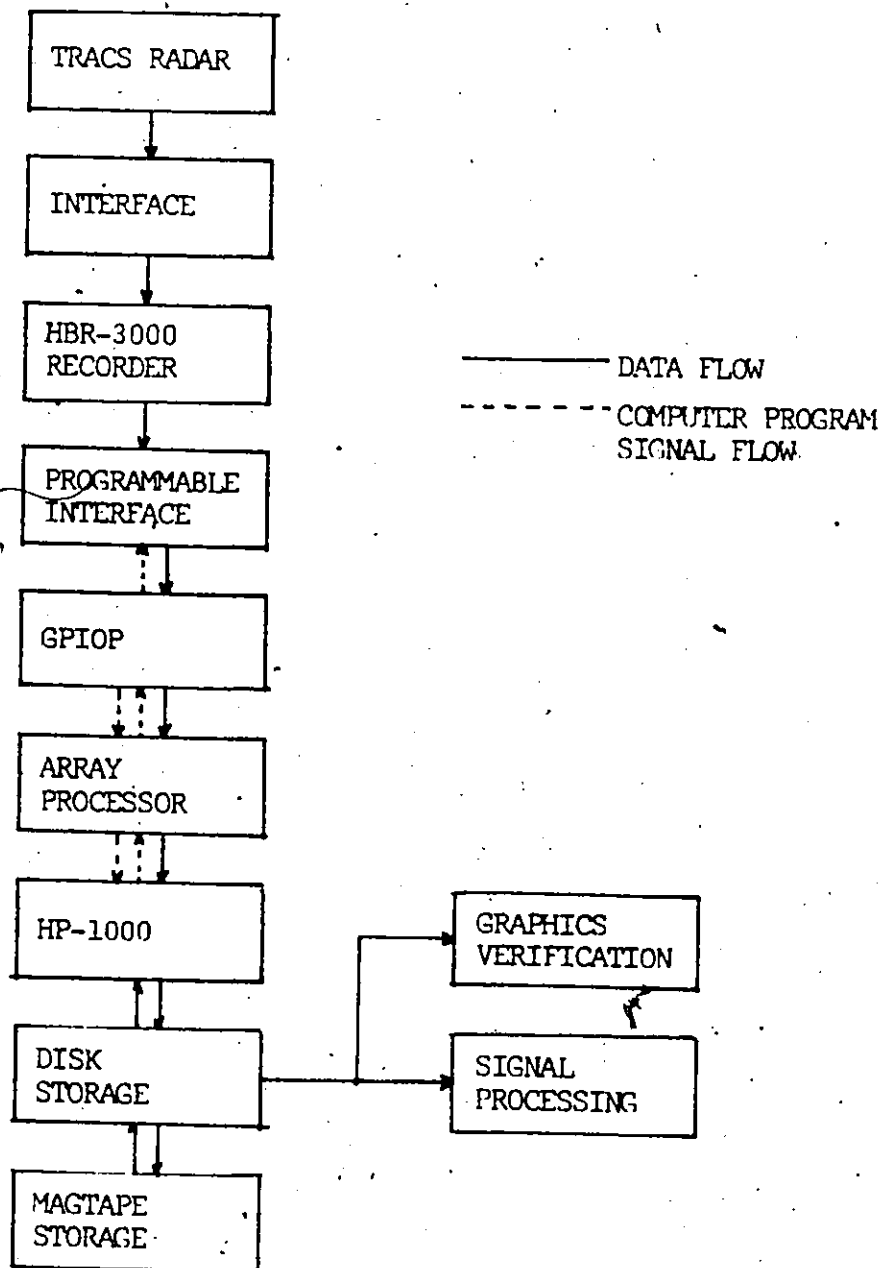 TRACS RADAR
INTERFACE
HBR-3000
RECORDER
DATA FLOW
COMPUTER PROGRAM
SIGNAL FLOW
PROGRAMMABLE
INTERFACE
GPIOP
ARRAY
PROCESSOR
HP-1000
GRAPHICS
VERIFICATION
DISK
STORAGE
SIGNAL
PROCESSING
MAGTAPE
STORAGE